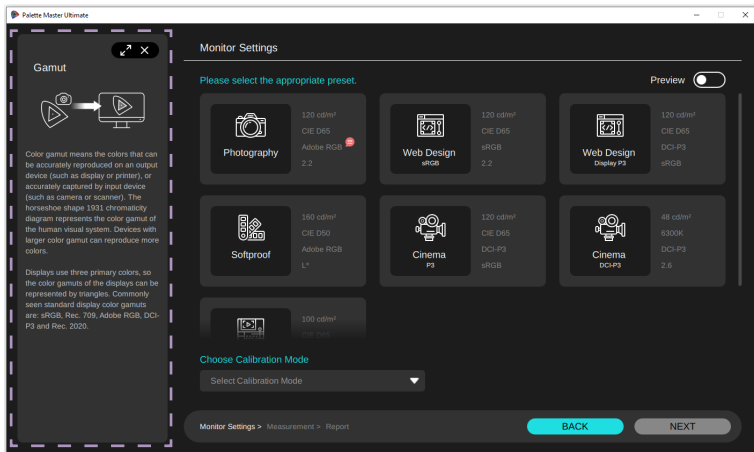 Palette Master Ultimate
Gamut
Color gamut means the colors that can
be accurately reproduced on an output
device (such as display or printer), or
accurately captured by input device
(such as camera or scanner). The
horseshoe shape 1931 chromaticity
diagram represents the color gamut of
the human visual system. Devices with
larger color gamut can reproduce more
colors.
Displays use three primary colors, so
the color gamuts of the displays can be
represented by triangles. Commonly
seen standard display color gamuts
are: sRGB, Rec. 709, Adobe RGB, DCI-
P3 and Rec. 2020.
Monitor Settings
Please select the appropriate preset.
Preview
Photography
120 cd/m²
CIE D65
Adobe RGB
2.2
Web Design
sRGB
120 cd/m²
CIE D65
sRGB
2.2
Web Design
Display P3
120 cd/m²
CIE D65
DCI-P3
sRGB
Softproof
160 cd/m²
CIE D50
Adobe RGB
L*
Cinema
P3
120 cd/m²
CIE D65
DCI-P3
sRGB
Cinema
DCI-P3
48 cd/m²
6300K
DCI-P3
2.6
100 cd/m²
CIE D65
Choose Calibration Mode
Select Calibration Mode
Monitor Settings > Measurement > Report
BACK
NEXT